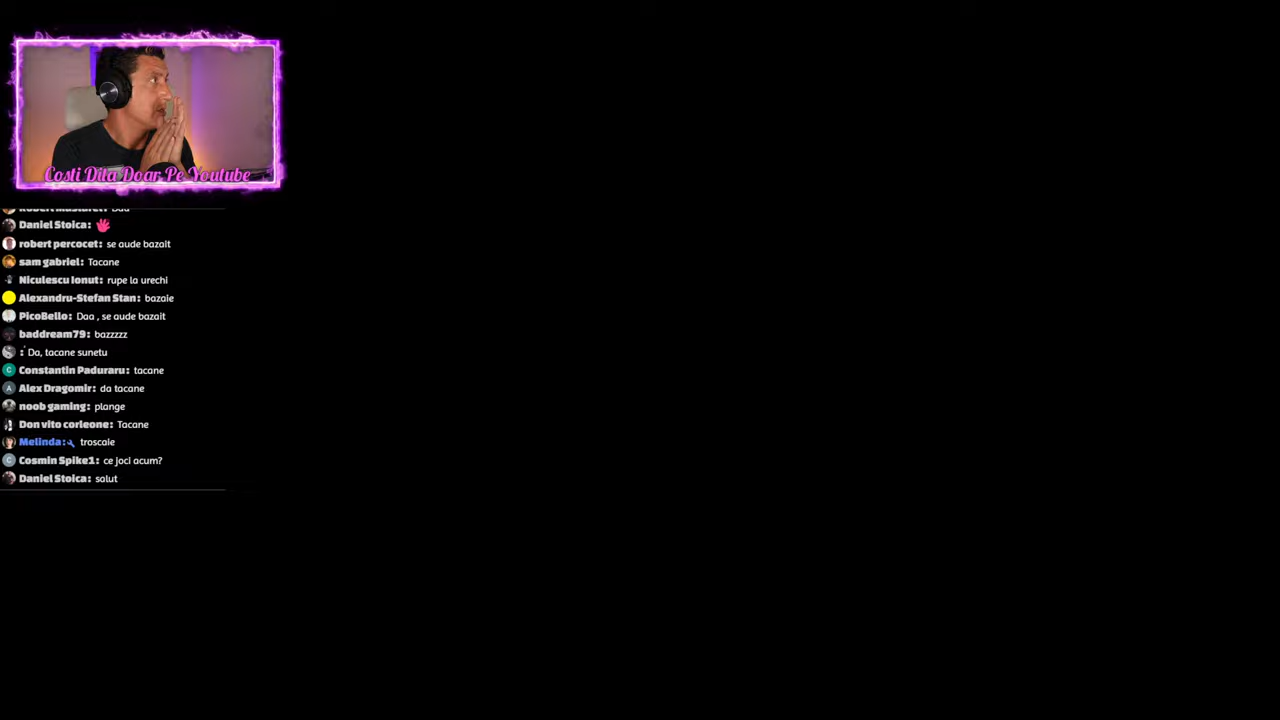 Costi Dita Doar Pe Youtube
Robert Mustaret: Daa
Daniel Stoica:
robert percocet: se aude bazait
sam gabriel: Tacane
Niculescu Ionut: rupe la urechi
Alexandru-Stefan Stan: bazaie
PicoBello: Daa , se aude bazait
baddream79: bazzzzz
: Da, tacane sunetu
Constantin Paduraru: tacane
Alex Dragomir: da tacane
noob gaming: plange
Don vito corleone: Tacane
Melinda: troscaie
Cosmin Spike1: ce joci acum?
Daniel Stoica: salut